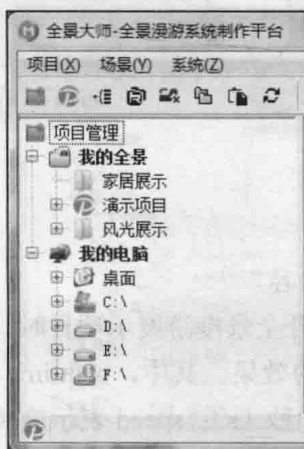 全景大师-全景漫游系统制作平台
项目(X) 场景(Y) 系统(Z)
项目管理
我的全景
家居展示
演示项目
风光展示
我的电脑
桌面
C:\
D:\
E:\
F:\